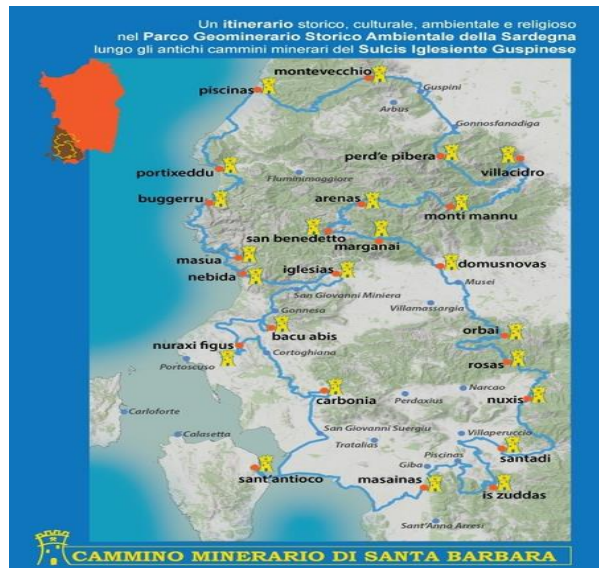 Un itinerario storico, culturale, ambientale e religioso
nel Parco Geominerario Storico Ambientale della Sardegna
lungo gli antichi cammini minerari del Sulcis Iglesiente Guspinese
montevecchio
piscinas
Guspini
Arbus
Gonnosfanadiga
perd'e pibera
villacidro
portixeddu
Fluminimaggiore
buggerru
arenas
monti mannu
san benedetto
marganai
masua
iglesias
domusnovas
nebida
Musei
San Giovanni Miniera
Gonnesa
Villamassargia
bacu abis
orbai
nuraxi figus
Cortoghiana
Portoscuso
rosas
carbonia
Narcao
Perdaxius
nuxis
Carloforte
Calasetta
San Giovanni Suergiu
Villaperuccio
Tratalias
santadi
Piscinas
Giba
sant'antioco
masainas
is zuddas
Sant'Anna Arresi
CAMMINO MINERARIO DI SANTA BARBARA